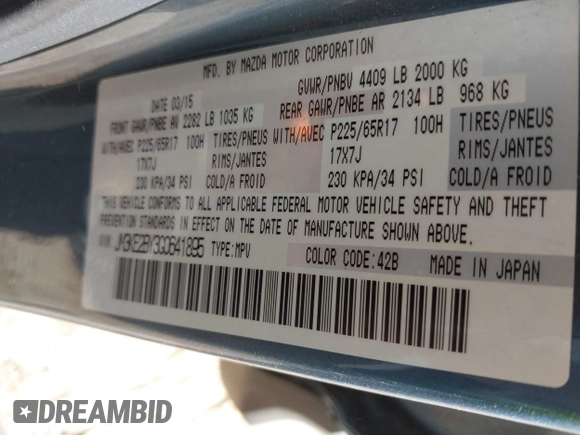 MFD. BY MAZDA MOTOR CORPORATION
DATE 03/15 GVWR/PNBV 4409 LB 2000 KG
FRONT GAWR/PNBE AV 2282 LB 1035 KG REAR GAWR/PNBE AR 2134 LB 968 KG
WITH/AVEC P225/65R17 100H TIRES/PNEUS WITH/AVEC P225/65R17 100H TIRES/PNEUS
17X7J RIMS/JANTES 17X7J RIMS/JANTES
230 KPA/34 PSI COLD/A FROID 230 KPA/34 PSI COLD/A FROID
THIS VEHICLE CONFORMS TO ALL APPLICABLE FEDERAL MOTOR VEHICLE SAFETY AND THEFT
PREVENTION STANDARDS IN EFFECT ON THE DATE OF MANUFACTURE SHOWN ABOVE.
VIN: JM3KE2BY3G0641895 TYPE:MPV COLOR CODE:42B MADE IN JAPAN
DREAMBID